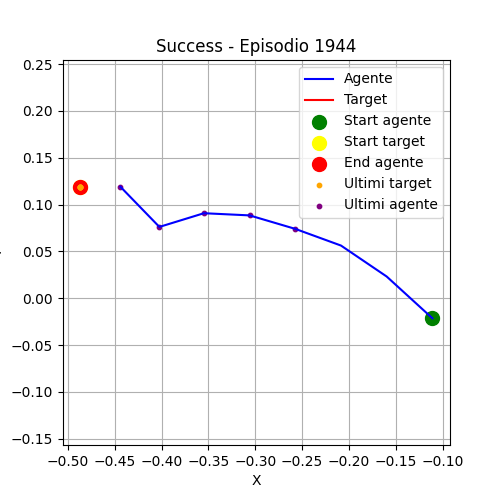 Success - Episodio 1944
0.25
0.20
0.15
0.10
0.05
0.00
−0.05
−0.10
−0.15
Agente
Target
Start agente
Start target
End agente
Ultimi target
Ultimi agente
−0.50 −0.45 −0.40 −0.35 −0.30 −0.25 −0.20 −0.15 −0.10
X